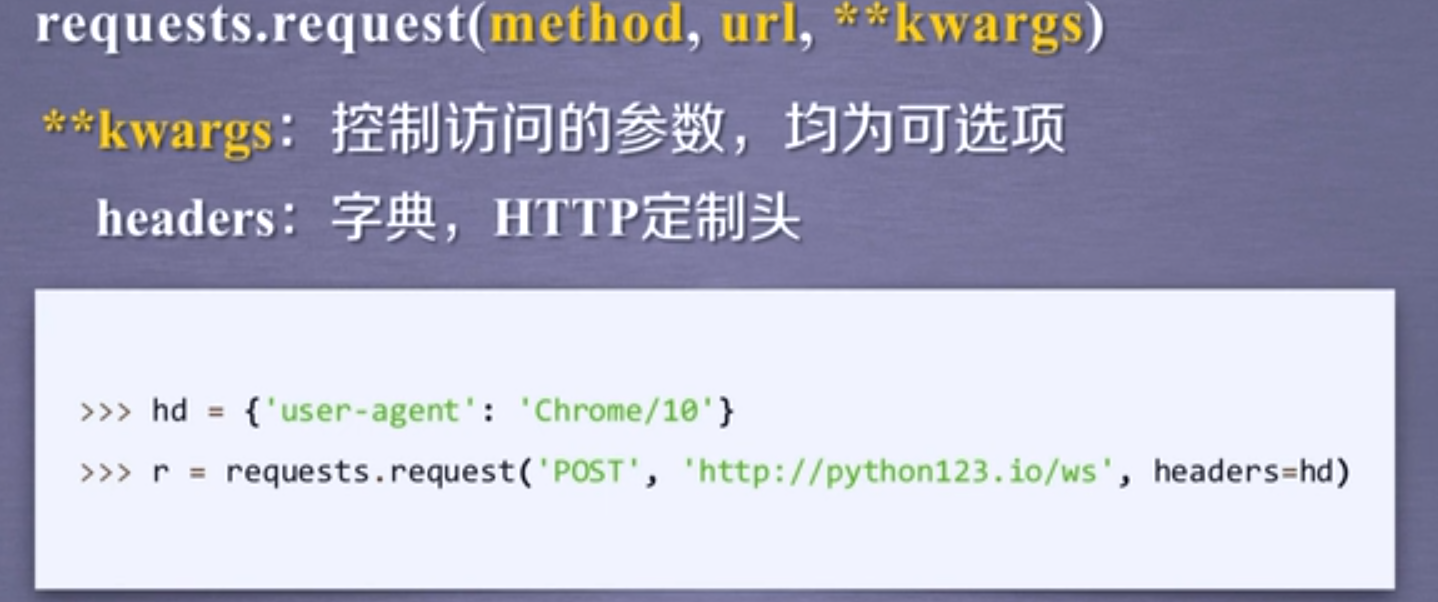 requests.request(method, url, **kwargs)
**kwargs：控制访问的参数，均为可选项
headers：字典，HTTP定制头
>>> hd = {'user-agent': 'Chrome/10'}
>>> r = requests.request('POST', 'http://python123.io/ws', headers=hd)